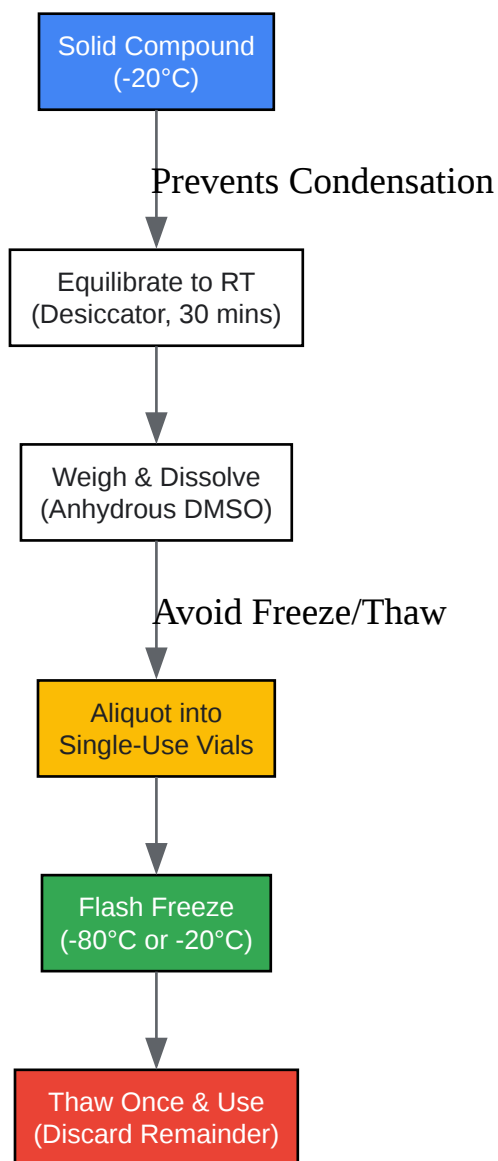 Solid Compound
(-20°C)
Prevents Condensation
Equilibrate to RT
(Desiccator, 30 mins)
Weigh & Dissolve
(Anhydrous DMSO)
Avoid Freeze/Thaw
Aliquot into
Single-Use Vials
Flash Freeze
(-80°C or -20°C)
Thaw Once & Use
(Discard Remainder)